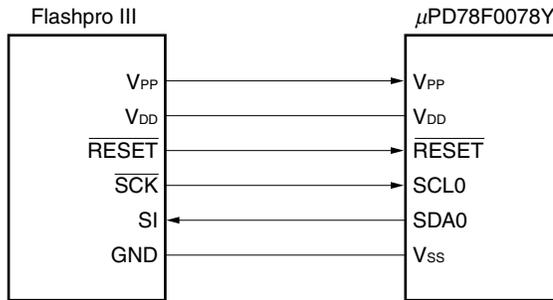 Flashpro III μPD78F0078Y
VPP VPP
VDD VDD
RESET RESET
SCK SCL0
SI SDA0
GND VSS